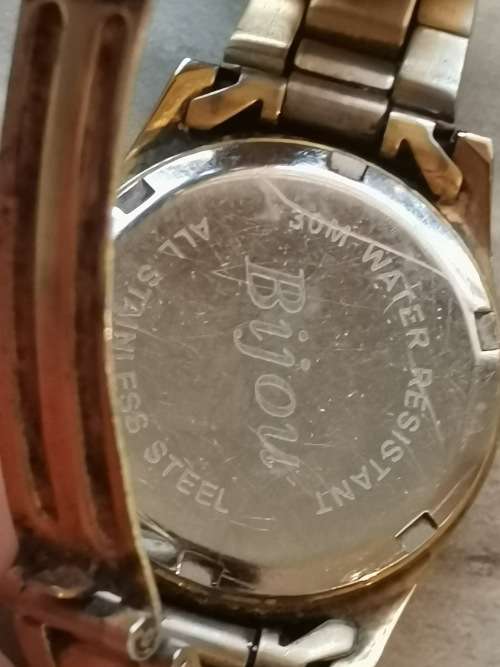 30M WATER RESISTANT
Bijou
ALL STAINLESS STEEL